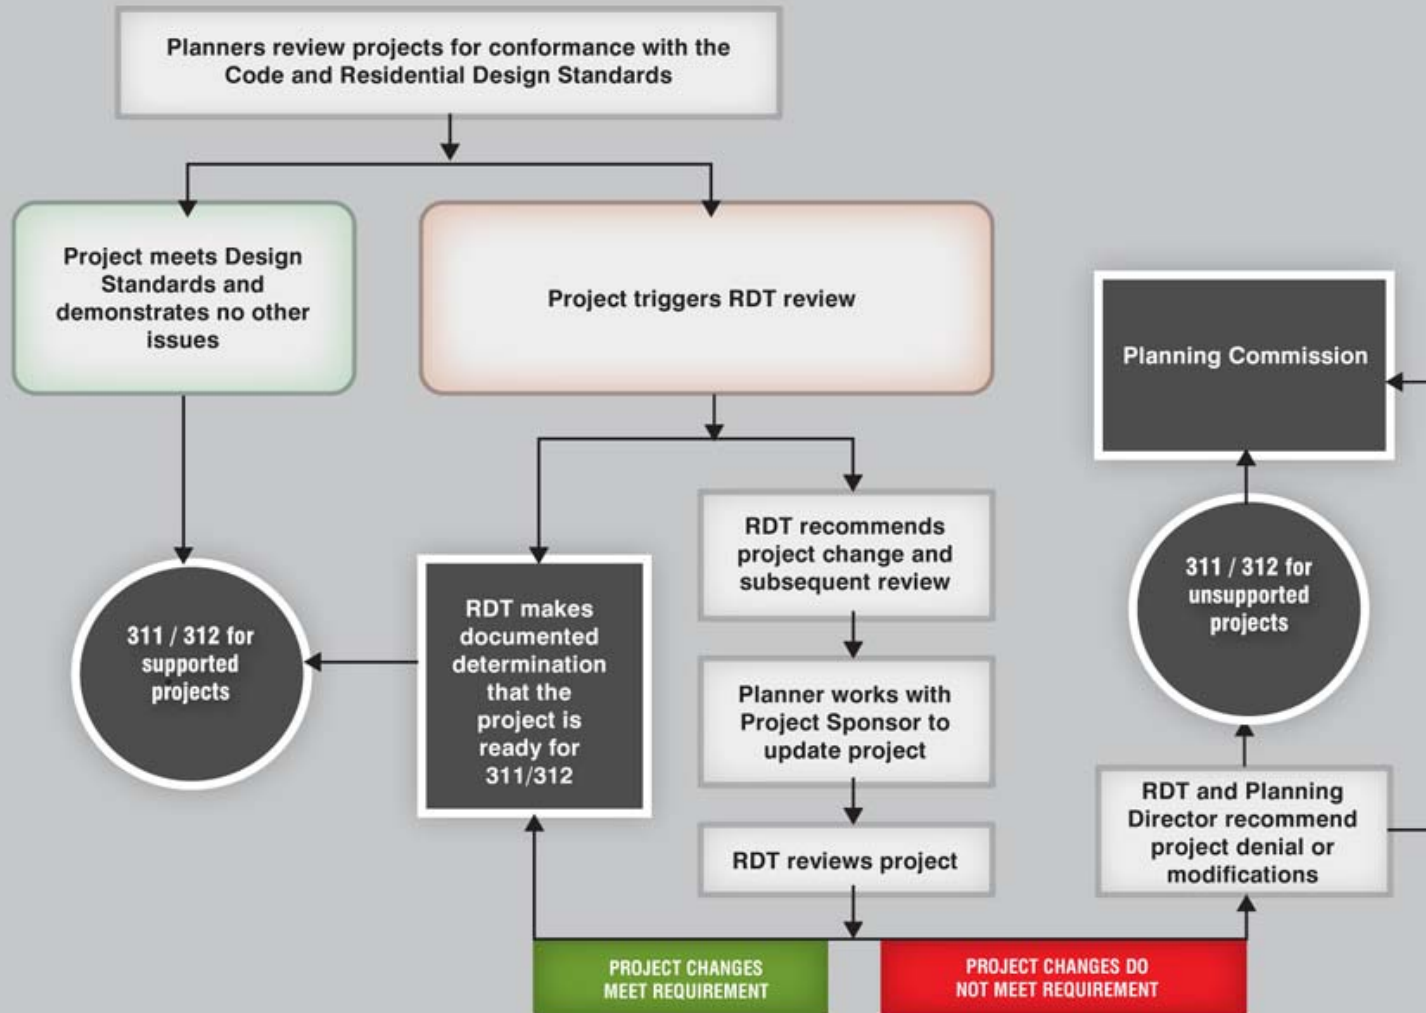 Planners review projects for conformance with the
Code and Residential Design Standards
Project meets Design
Standards and
demonstrates no other
issues
Project triggers RDT review
Planning Commission
RDT recommends
project change and
subsequent review
311 / 312 for
unsupported
projects
311 / 312 for
supported
projects
RDT makes
documented
determination
that the
project is
ready for
311/312
Planner works with
Project Sponsor to
update project
RDT and Planning
Director recommend
project denial or
modifications
RDT reviews project
PROJECT CHANGES
MEET REQUIREMENT
PROJECT CHANGES DO
NOT MEET REQUIREMENT